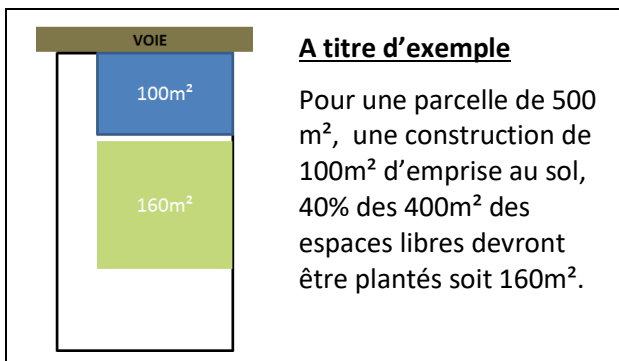 VOIE
100m²
160m²
A titre d'exemple
Pour une parcelle de 500
m², une construction de
100m² d'emprise au sol,
40% des 400m² des
espaces libres devront
être plantés soit 160m².